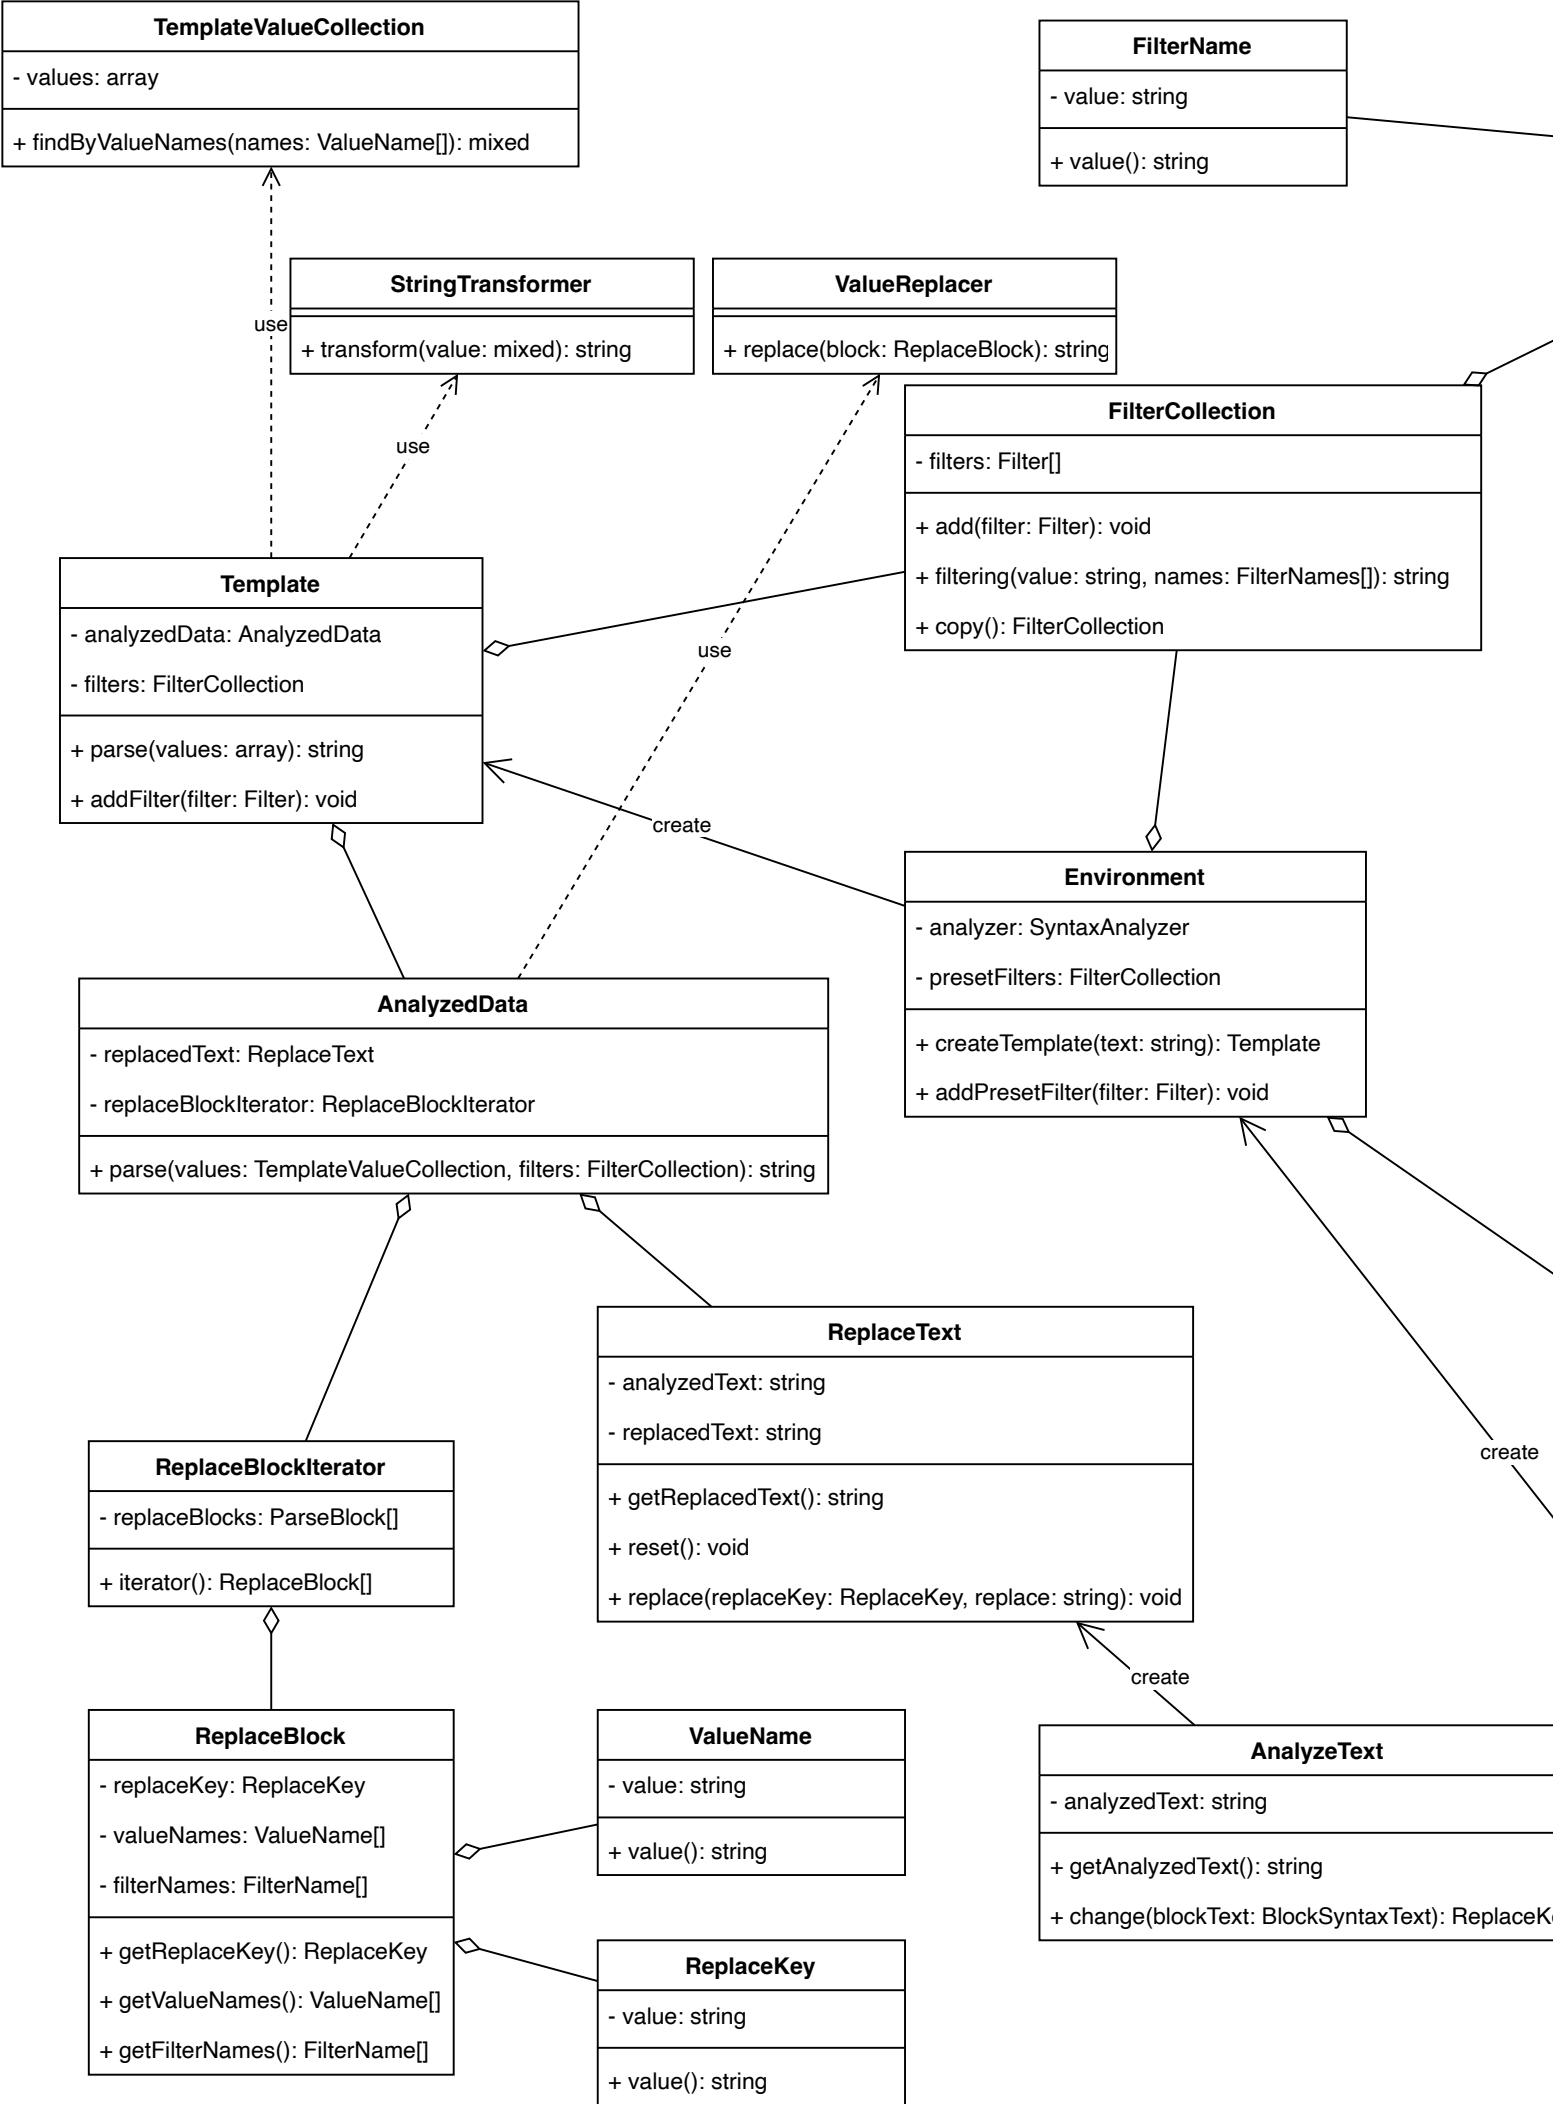 TemplateValueCollection
- values: array
+ findByValueNames(names: ValueName[]): mixed
FilterName
- value: string
+ value(): string
use
StringTransformer
+ transform(value: mixed): string
ValueReplacer
+ replace(block: ReplaceBlock): string
use
FilterCollection
- filters: Filter[]
+ add(filter: Filter): void
+ filtering(value: string, names: FilterNames[]): string
+ copy(): FilterCollection
use
Template
- analyzedData: AnalyzedData
- filters: FilterCollection
+ parse(values: array): string
+ addFilter(filter: Filter): void
create
Environment
- analyzer: SyntaxAnalyzer
- presetFilters: FilterCollection
+ createTemplate(text: string): Template
+ addPresetFilter(filter: Filter): void
AnalyzedData
- replacedText: ReplaceText
- replaceBlockIterator: ReplaceBlockIterator
+ parse(values: TemplateValueCollection, filters: FilterCollection): string
ReplaceText
- analyzedText: string
- replacedText: string
+ getReplacedText(): string
+ reset(): void
+ replace(replaceKey: ReplaceKey, replace: string): void
create
ReplaceBlockIterator
- replaceBlocks: ParseBlock[]
+ iterator(): ReplaceBlock[]
create
ReplaceBlock
- replaceKey: ReplaceKey
- valueNames: ValueName[]
- filterNames: FilterName[]
+ getReplaceKey(): ReplaceKey
+ getValueNames(): ValueName[]
+ getFilterNames(): FilterName[]
ValueName
- value: string
+ value(): string
AnalyzeText
- analyzedText: string
+ getAnalyzedText(): string
+ change(blockText: BlockSyntaxText):
ReplaceKey
- value: string
+ value(): string